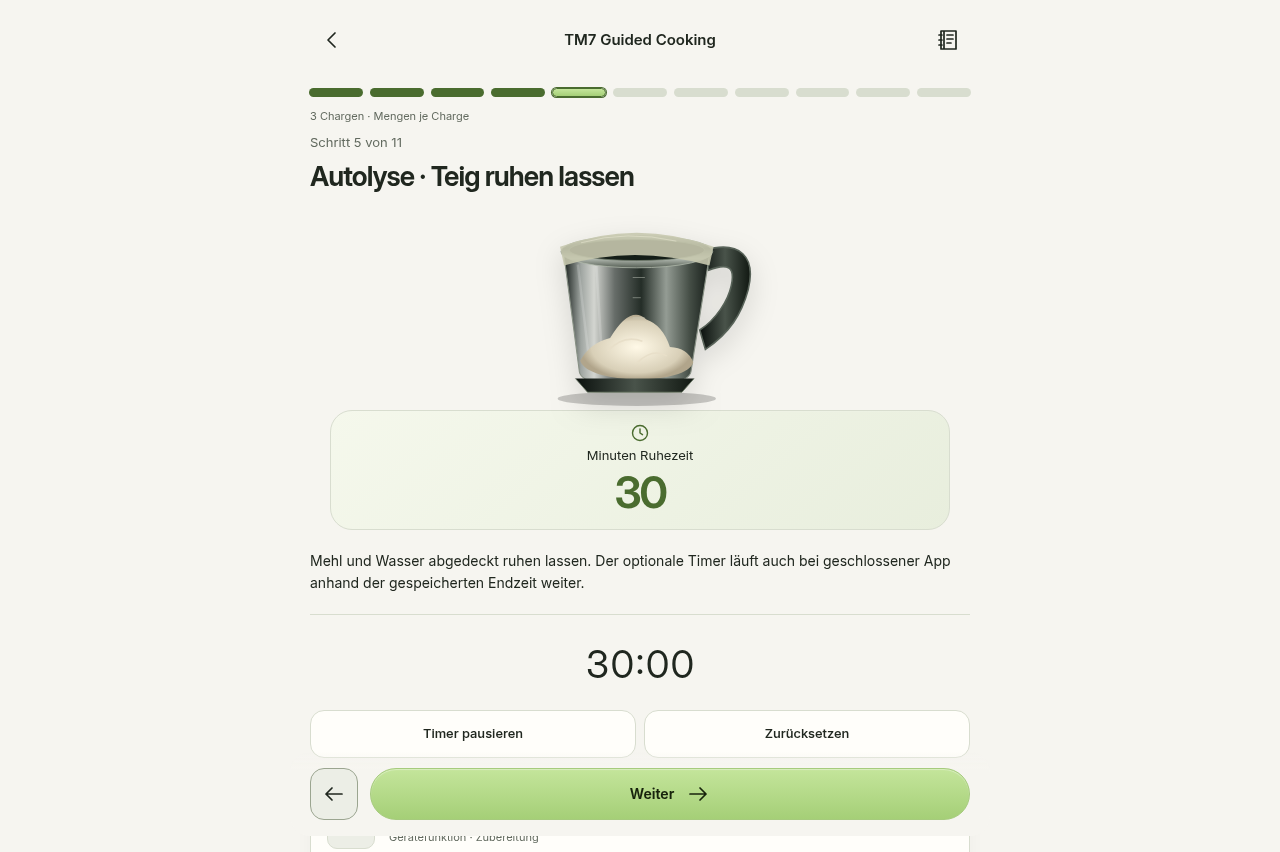 TM7 Guided Cooking
3 Chargen · Mengen je Charge
Schritt 5 von 11
Autolyse · Teig ruhen lassen
Minuten Ruhezeit
30
Mehl und Wasser abgedeckt ruhen lassen. Der optionale Timer läuft auch bei geschlossener App
anhand der gespeicherten Endzeit weiter.
30:00
Timer pausieren
Zurücksetzen
Weiter
Gerätefunktion · Zubereitung